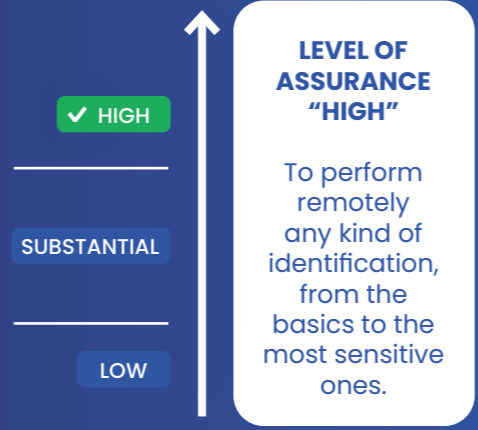 ✓ HIGH
SUBSTANTIAL
LOW
LEVEL OF
ASSURANCE
“HIGH”
To perform
remotely
any kind of
identification,
from the
basics to the
most sensitive
ones.